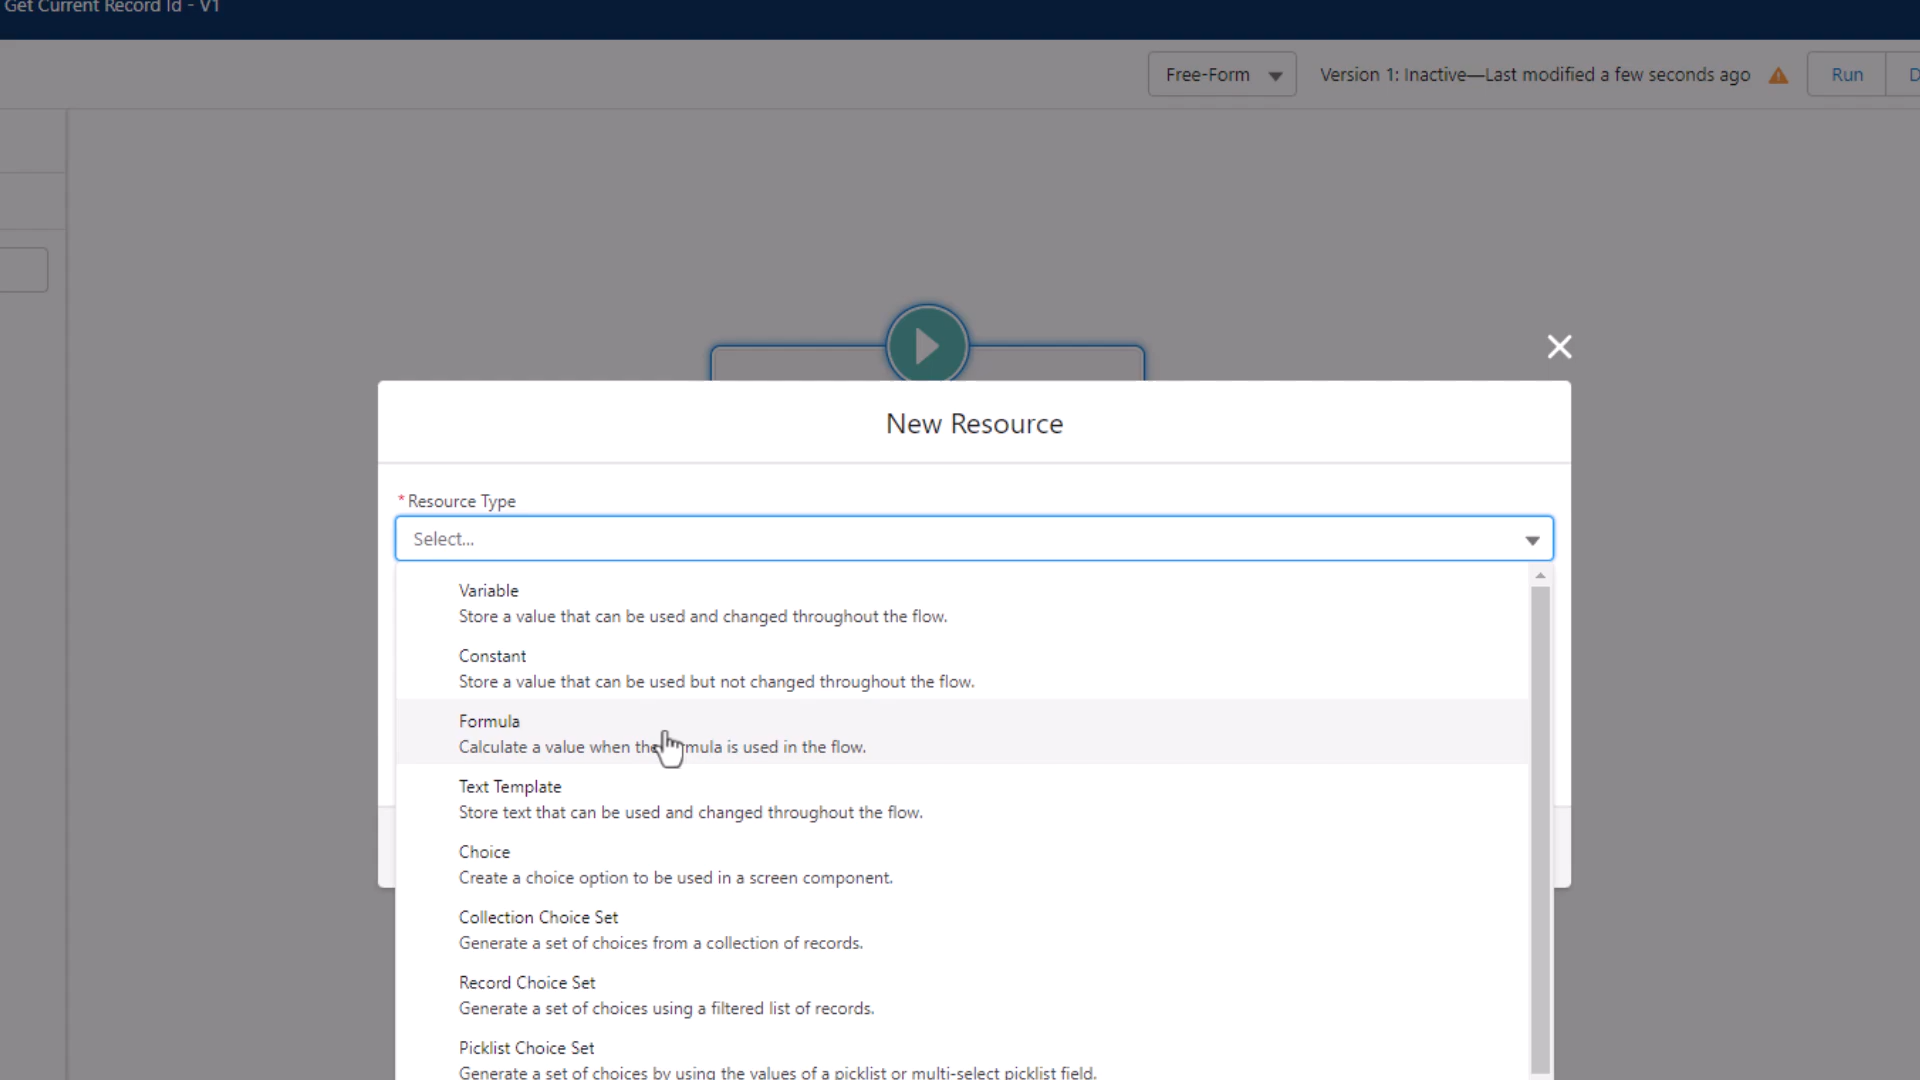 Get Current Record Id - V1
Free-Form
Version 1: Inactive—Last modified a few seconds ago
Run
D
New Resource
* Resource Type
Select...
Variable
Store a value that can be used and changed throughout the flow.
Constant
Store a value that can be used but not changed throughout the flow.
Formula
Calculate a value when the formula is used in the flow.
Text Template
Store text that can be used and changed throughout the flow.
Choice
Create a choice option to be used in a screen component.
Collection Choice Set
Generate a set of choices from a collection of records.
Record Choice Set
Generate a set of choices using a filtered list of records.
Picklist Choice Set
Generate a set of choices by using the values of a picklist or multi-select picklist field.